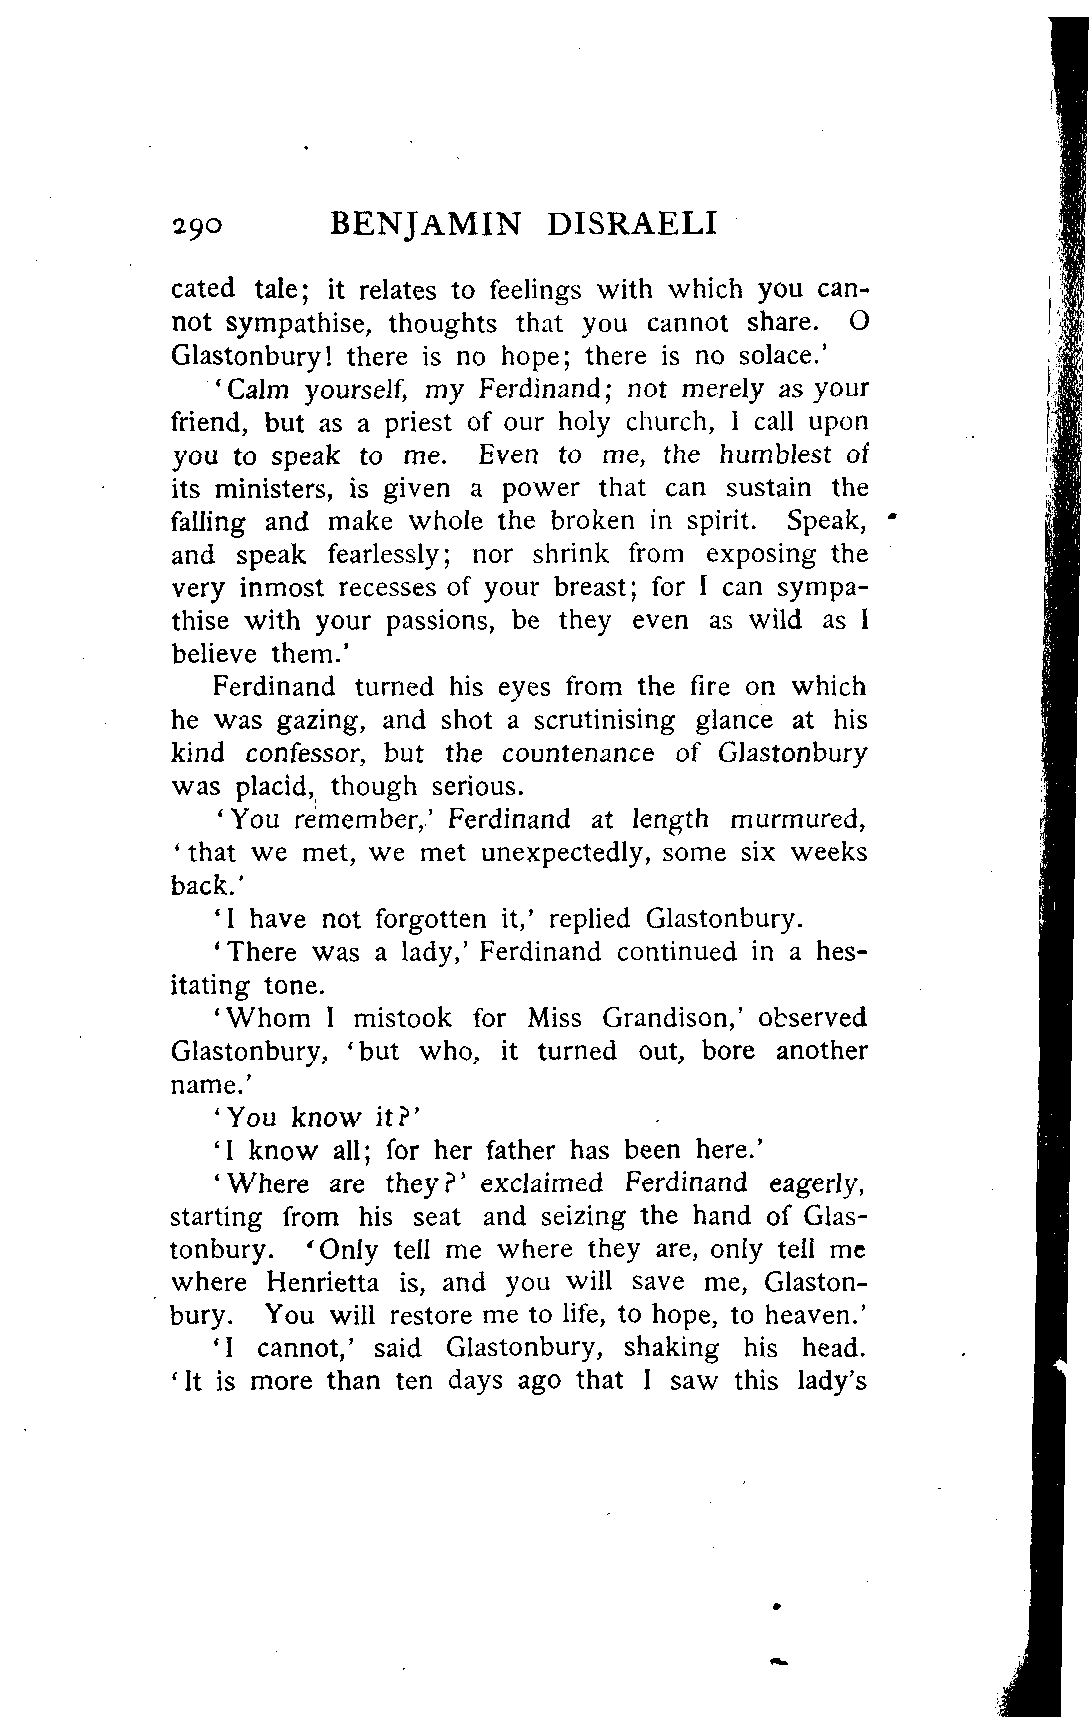 290 BENJAMIN DISRAELI
cated tale; it relates to feelings with which you can-
not sympathise, thoughts that you cannot share. O
Glastonbury! there is no hope; there is no solace.'
‘Calm yourself, my Ferdinand; not merely as your
friend, but as a priest of our holy church, I call upon
you to speak to me. Even to me, the humblest of
its ministers, is given a power that can sustain the
falling and make whole the broken in spirit. Speak,
and speak fearlessly; nor shrink from exposing the
very inmost recesses of your breast; for I can sympa-
thise with your passions, be they even as wild as I
believe them.’
Ferdinand turned his eyes from the fire on which
he was gazing, and shot a scrutinising glance at his
kind confessor, but the countenance of Glastonbury
was placid, though serious.
‘You remember,’ Ferdinand at length murmured,
‘that we met, we met unexpectedly, some six weeks
back.’
‘I have not forgotten it,’ replied Glastonbury.
‘There was a lady,’ Ferdinand continued in a hes-
itating tone.
‘Whom I mistook for Miss Grandison,’ observed
Glastonbury, ‘but who, it turned out, bore another
name.’
‘You know it?’
‘I know all; for her father has been here.’
‘Where are they?’ exclaimed Ferdinand eagerly,
starting from his seat and seizing the hand of Glas-
tonbury. ‘Only tell me where they are, only tell me
where Henrietta is, and you will save me, Glaston-
bury. You will restore me to life, to hope, to heaven.’
‘I cannot,’ said Glastonbury, shaking his head.
‘It is more than ten days ago that I saw this lady’s